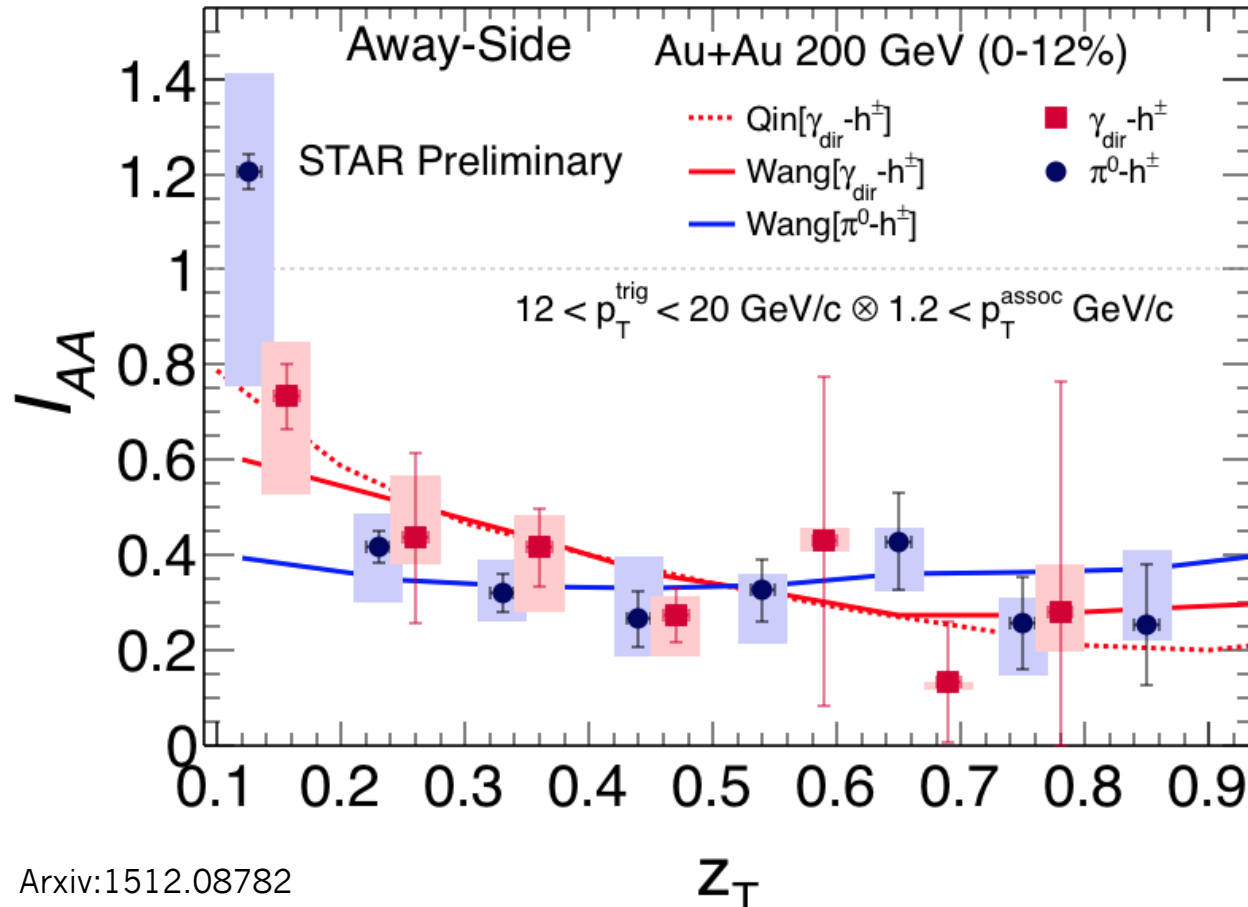 Away-Side Au+Au 200 GeV (0-12%)
STAR Preliminary
Qin[γdir-h±]
Wang[γdir-h±]
Wang[π0-h±]
γdir-h±
π0-h±
12 < pTtrig < 20 GeV/c ⊗ 1.2 < pTassoc GeV/c
IAA
1.4
1.2
1
0.8
0.6
0.4
0.2
0
0.1 0.2 0.3 0.4 0.5 0.6 0.7 0.8 0.9
zT
Arxiv:1512.08782